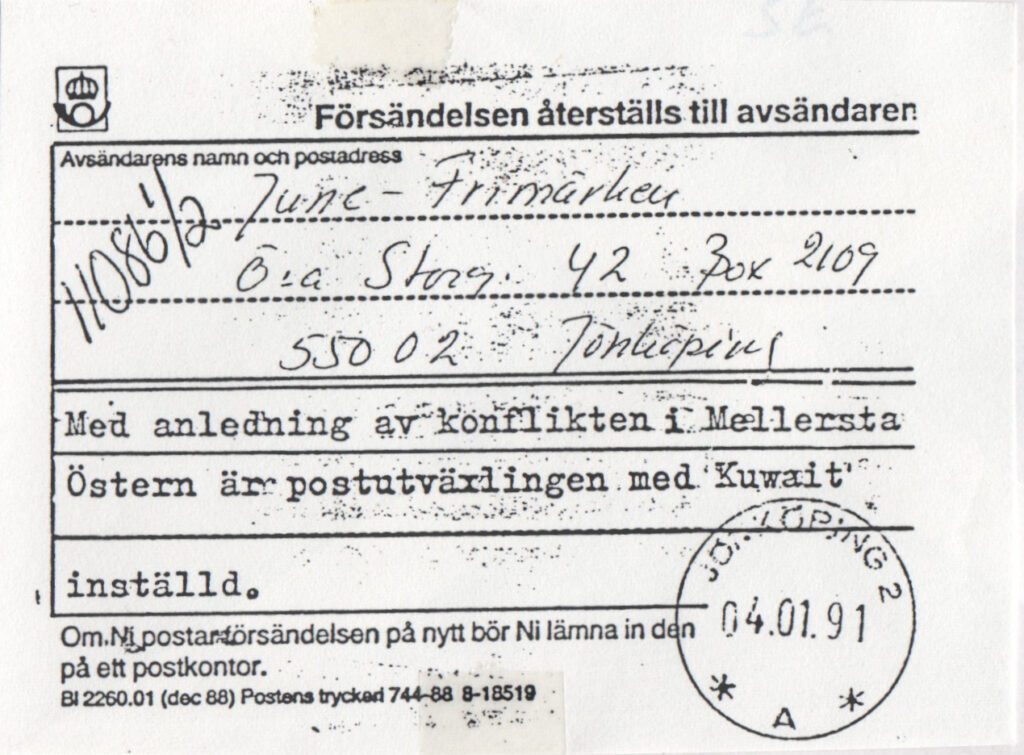 Försändelsen återställs till avsändaren
Avsändarens namn och postadress
11086 1/2
June - Frimärken
Ö:a Storg. 42 Box 2109
550 02 Jönköping
Med anledning av konflikten i Mellersta
Östern är postutväxlingen med Kuwait
inställd.
JÖNKÖPING 2
04.01.91
* A *
Om Ni postar försändelsen på nytt bör Ni lämna in den
på ett postkontor.
Bl 2260.01 (dec 88) Postens tryckeri 744-88 8-18519